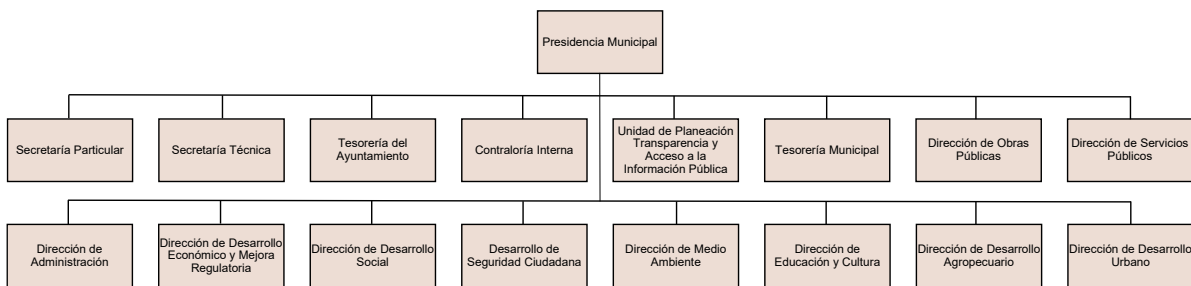 Presidencia Municipal
Secretaría Particular
Secretaría Técnica
Tesorería del
Ayuntamiento
Contraloría Interna
Unidad de Planeación
Transparencia y
Acceso a la
Información Pública
Tesorería Municipal
Dirección de Obras
Públicas
Dirección de Servicios
Públicos
Dirección de
Administración
Dirección de Desarrollo
Económico y Mejora
Regulatoria
Dirección de Desarrollo
Social
Desarrollo de
Seguridad Ciudadana
Dirección de Medio
Ambiente
Dirección de
Educación y Cultura
Dirección de Desarrollo
Agropecuario
Dirección de Desarrollo
Urbano